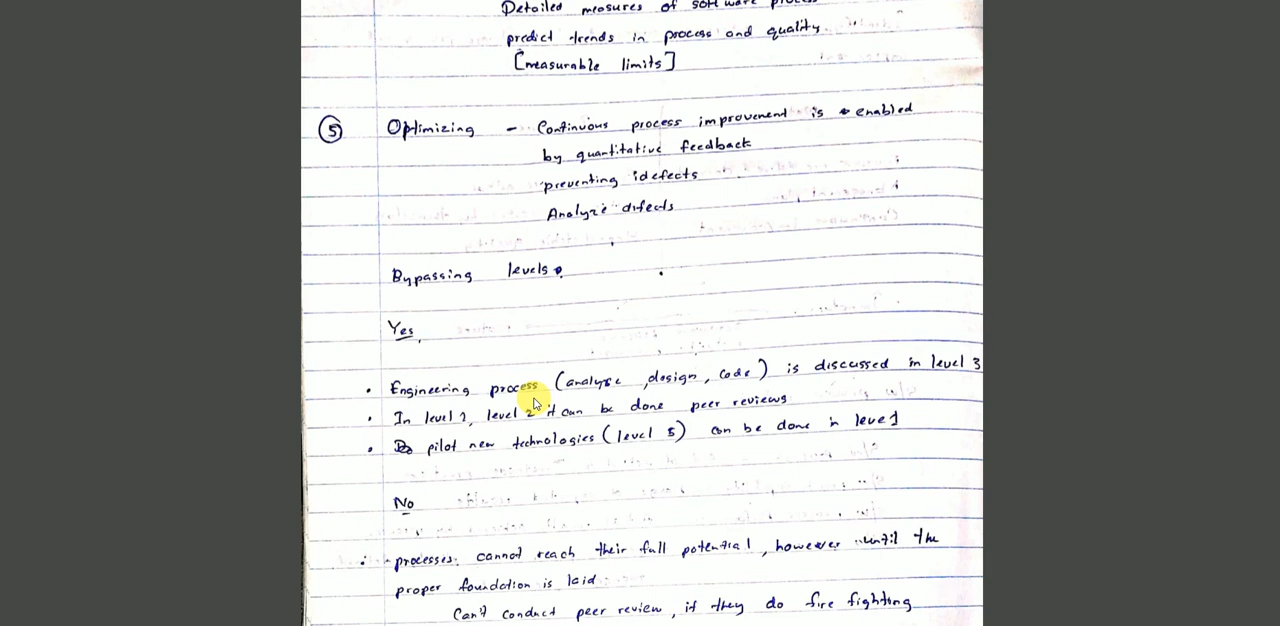 Detailed measures of software process
predict trends in process and quality
[measurable limits]
⑤ Optimizing - Continuous process improvement is enabled
by quantitative feedback
preventing defects
Analyze difects
Bypassing levels.
Yes,
• Engineering process (analyse, design, code) is discussed in level 3
• In level 1, level 2 it can be done peer reviews
• pilot new technologies (level 5) can be done in level 1
No
• processes cannot reach their full potential, however until the
proper foundation is laid
Can't conduct peer review, if they do fire fighting